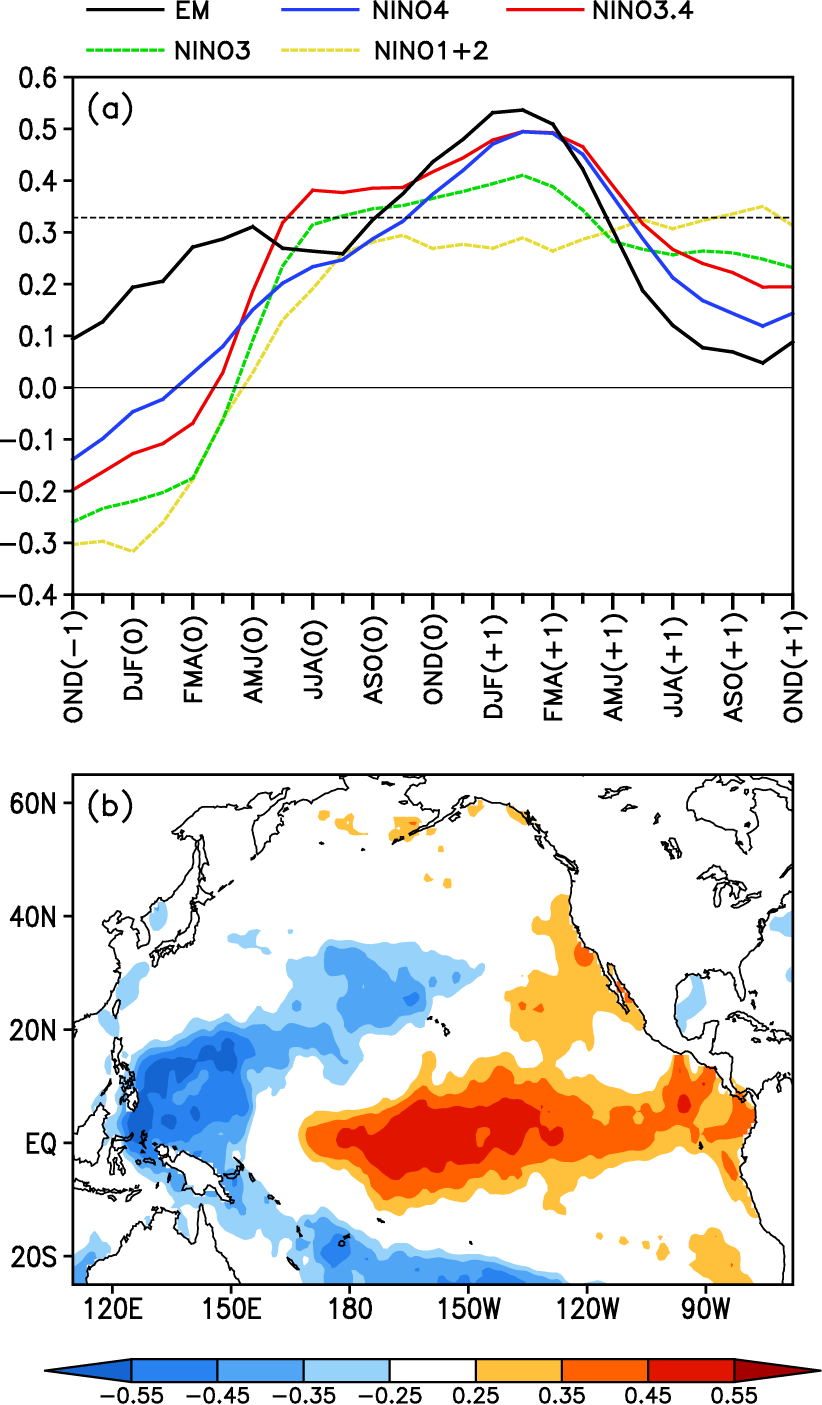 EM NINO4 NINO3.4
NINO3 NINO1+2
(a)
0.6
0.5
0.4
0.3
0.2
0.1
0.0
−0.1
−0.2
−0.3
−0.4
OND(−1) DJF(0) FMA(0) AMJ(0) JJA(0) ASO(0) OND(0) DJF(+1) FMA(+1) AMJ(+1) JJA(+1) ASO(+1) OND(+1)
(b)
60N
40N
20N
EQ
20S
120E 150E 180 150W 120W 90W
−0.55 −0.45 −0.35 −0.25 0.25 0.35 0.45 0.55